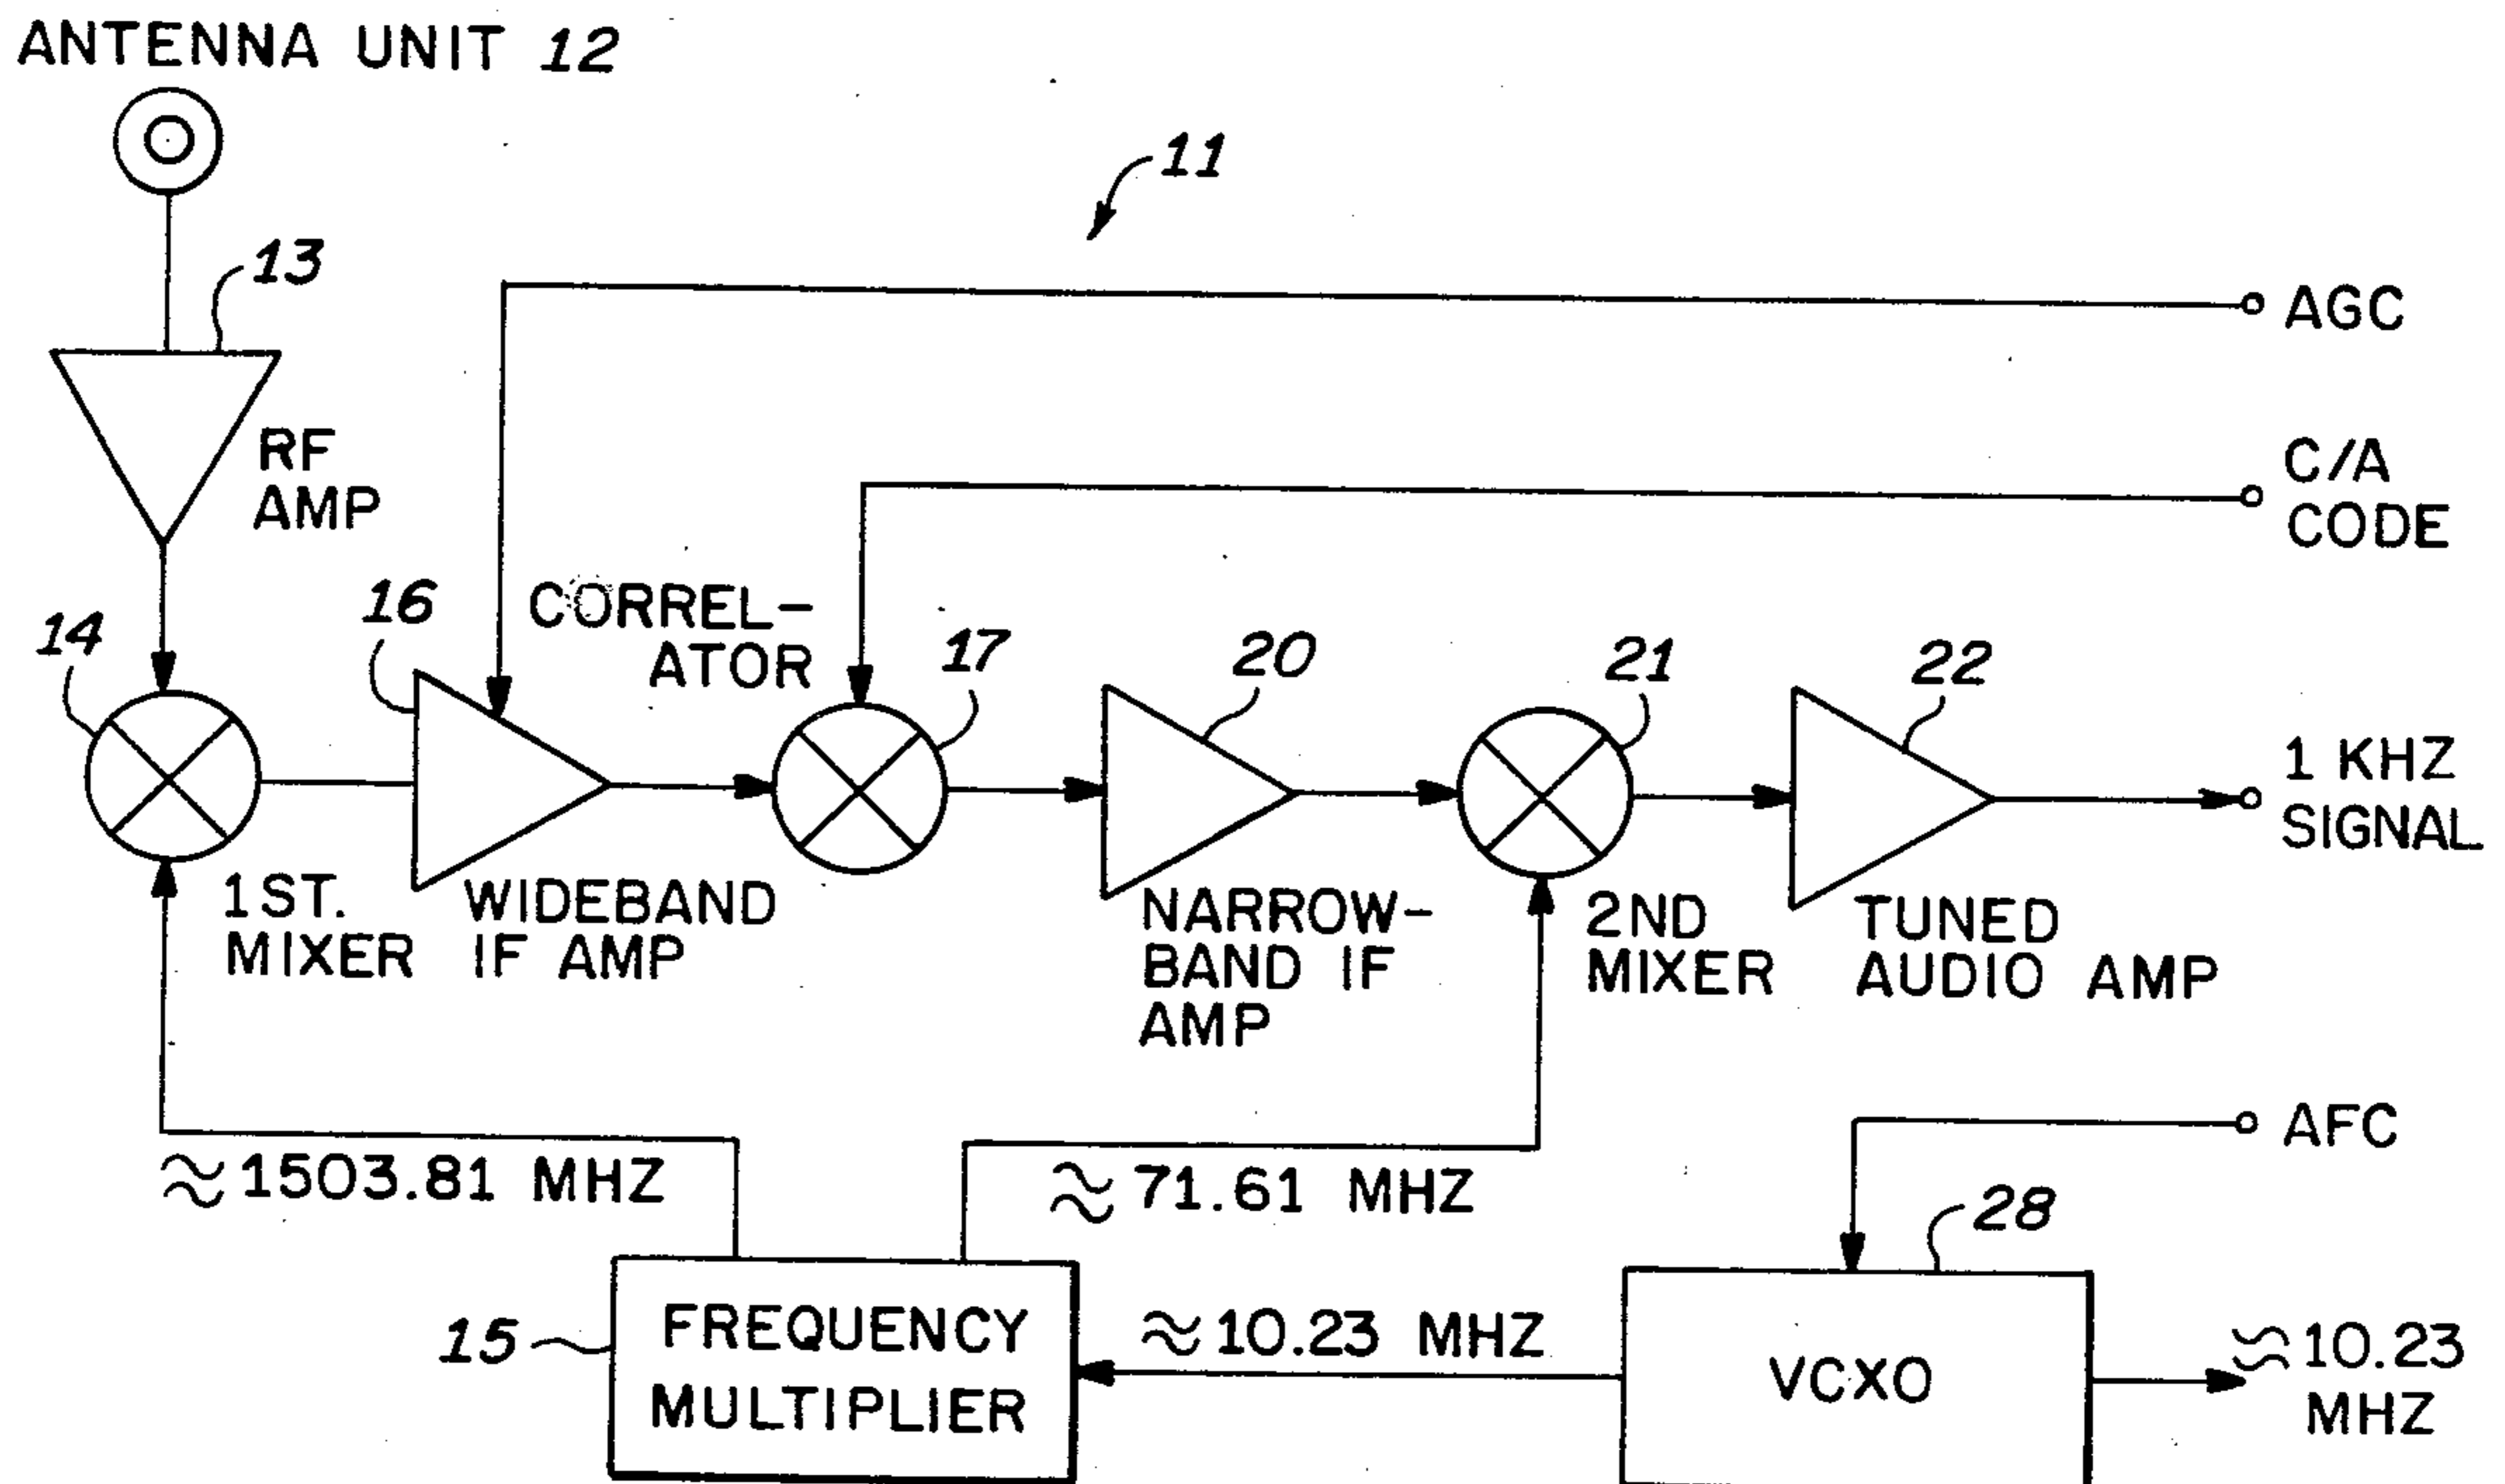 ANTENNA UNIT 12
11
13
AGC
RF
AMP
C/A
CODE
14
16
CORREL-
ATOR
17
20
21
22
1 KHZ
SIGNAL
1ST.
MIXER
WIDEBAND
IF AMP
NARROW-
BAND IF
AMP
2ND
MIXER
TUNED
AUDIO AMP
AFC
≈ 1503.81 MHZ
≈ 71.61 MHZ
28
15
FREQUENCY
MULTIPLIER
≈ 10.23 MHZ
VCXO
≈ 10.23
MHZ